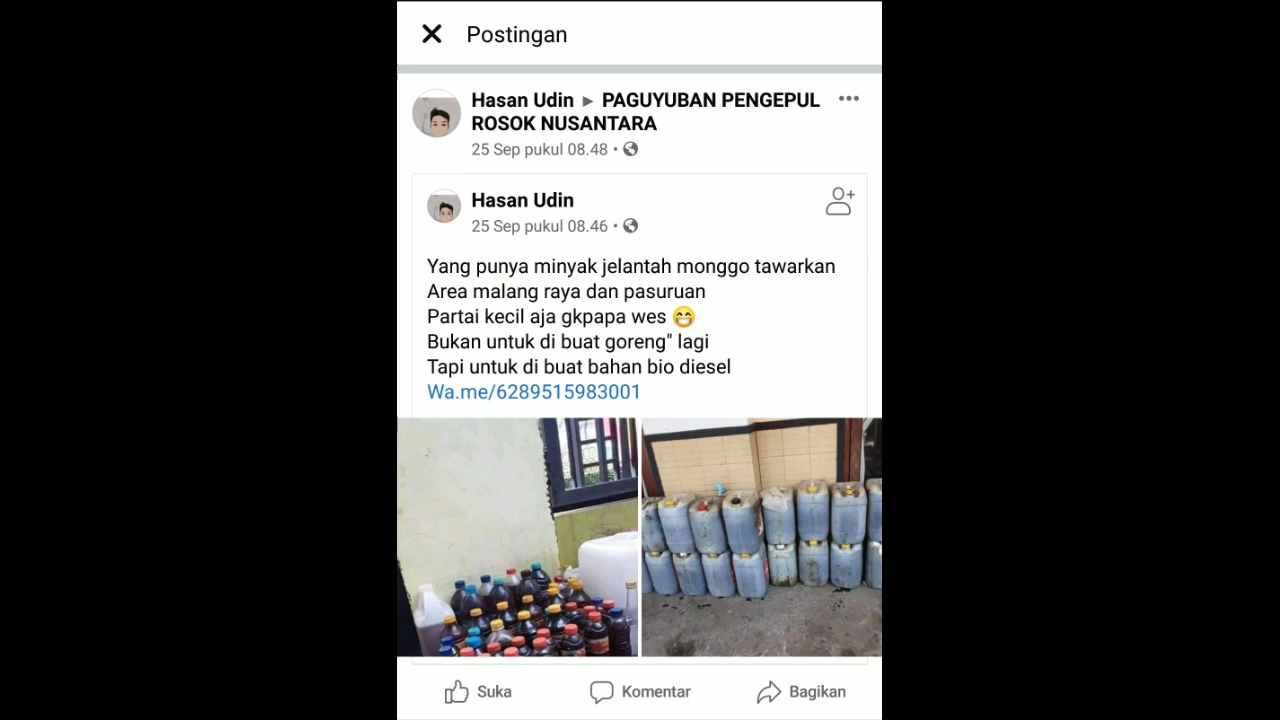 Postingan
Hasan Udin ► PAGUYUBAN PENGEPUL
ROSOK NUSANTARA
25 Sep pukul 08.48 •
Hasan Udin
25 Sep pukul 08.46 •
Yang punya minyak jelantah monggo tawarkan
Area malang raya dan pasuruan
Partai kecil aja gkpapa wes 😁
Bukan untuk di buat goreng" lagi
Tapi untuk di buat bahan bio diesel
Wa.me/6289515983001
Suka
Komentar
Bagikan